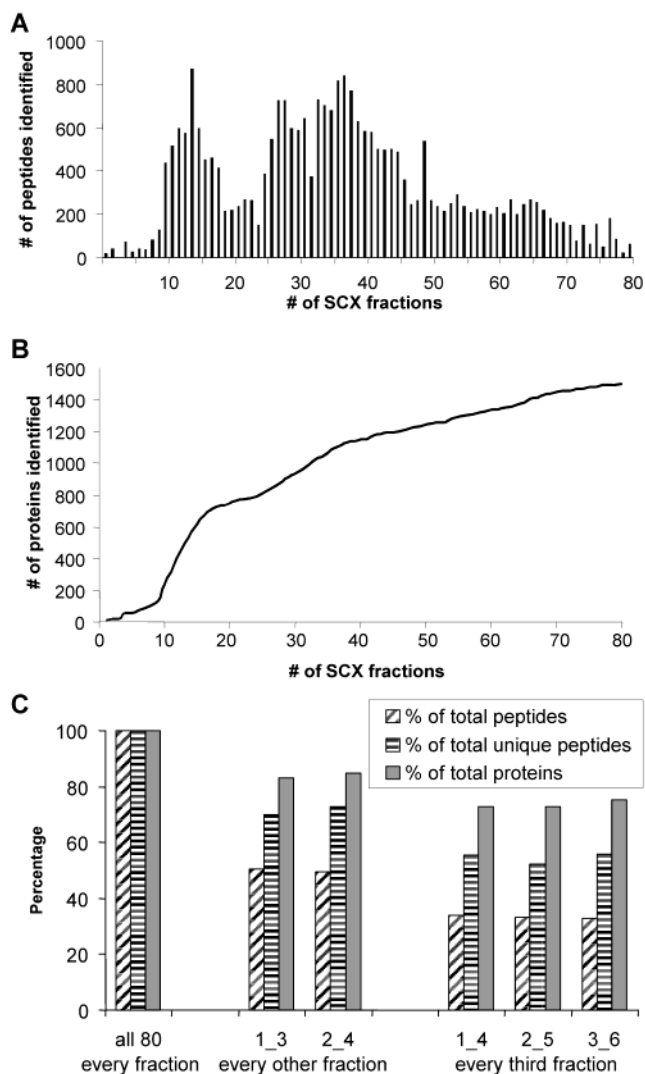 A
# of peptides identified
1000
800
600
400
200
0
10 20 30 40 50 60 70 80
# of SCX fractions
B
# of proteins identified
1600
1400
1200
1000
800
600
400
200
0
0 10 20 30 40 50 60 70 80
# of SCX fractions
C
% of total peptides
% of total unique peptides
% of total proteins
Percentage
100
80
60
40
20
0
all 80 1_3 2_4 1_4 2_5 3_6
every fraction every other fraction every third fraction